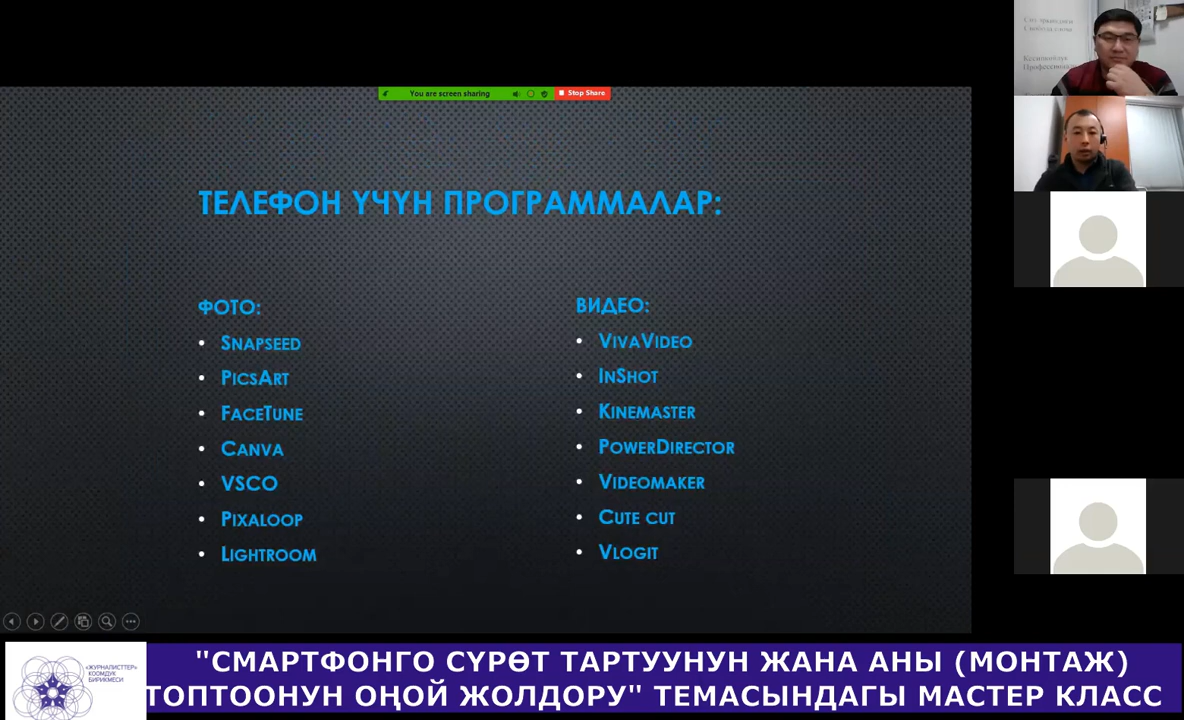 You are screen sharing
Stop Share
ТЕЛЕФОН ҮЧҮН ПРОГРАММАЛАР:
ФОТО:
• SNAPSEED
• PICSART
• FACETUNE
• CANVA
• VSCO
• PIXALOOP
• LIGHTROOM
ВИДЕО:
• VIVAVIDEO
• INSHOT
• KINEMASTER
• POWERDIRECTOR
• VIDEOMAKER
• CUTE CUT
• VLOGIT
«ЖУРНАЛИСТТЕР»
КООМДУК
БИРИКМЕСИ
"СМАРТФОНГО СҮРӨТ ТАРТУУНУН ЖАНА АНЫ (МОНТАЖ)
ТОПТООНУН ОҢОЙ ЖОЛДОРУ" ТЕМАСЫНДАГЫ МАСТЕР КЛАСС